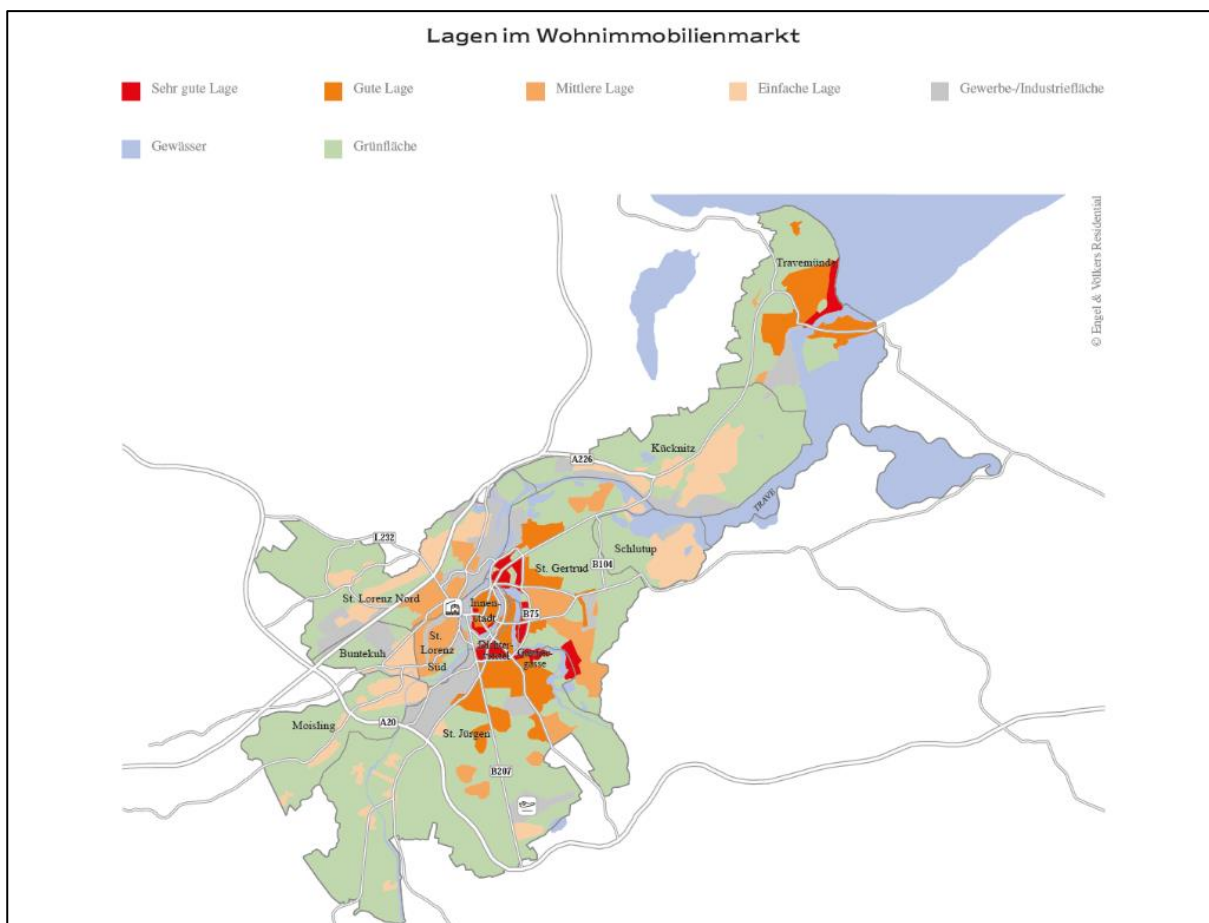 Lagen im Wohnimmobilienmarkt
Sehr gute Lage
Gute Lage
Mittlere Lage
Einfache Lage
Gewerbe-/Industriefläche
Gewässer
Grünfläche
© Engel & Völkers Residential
Travemünde
Kücknitz
A226
TRAVE
L232
Schlutup
B104
St. Gertrud
St. Lorenz Nord
Innen-
stadt
B75
St.
Lorenz
Süd
Buntekuh
gasse
Moisling
A20
St. Jürgen
B207